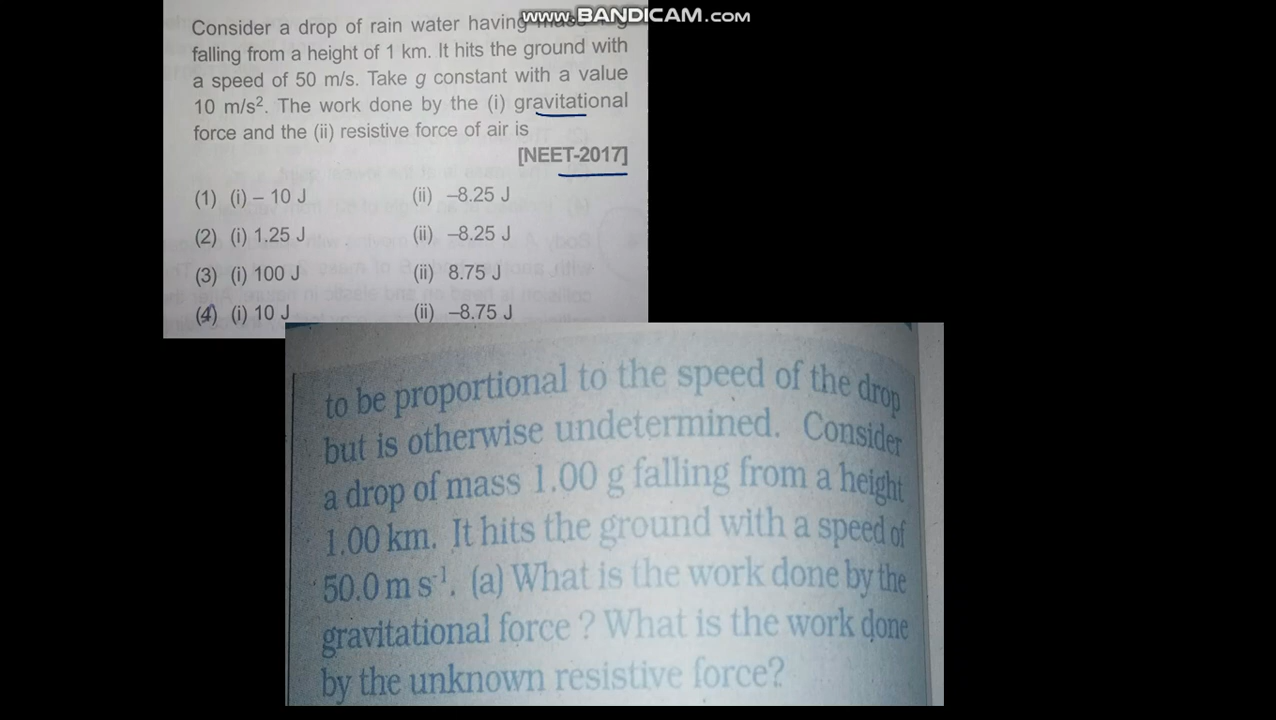 www.BANDICAM.com
Consider a drop of rain water having
falling from a height of 1 km. It hits the ground with
a speed of 50 m/s. Take g constant with a value
10 m/s². The work done by the (i) gravitational
force and the (ii) resistive force of air is
[NEET-2017]
(1) (i) – 10 J (ii) –8.25 J
(2) (i) 1.25 J (ii) –8.25 J
(3) (i) 100 J (ii) 8.75 J
(4) (i) 10 J (ii) –8.75 J
to be proportional to the speed of the drop
but is otherwise undetermined. Consider
a drop of mass 1.00 g falling from a height
1.00 km. It hits the ground with a speed of
50.0 m s⁻¹. (a) What is the work done by the
gravitational force ? What is the work done
by the unknown resistive force?